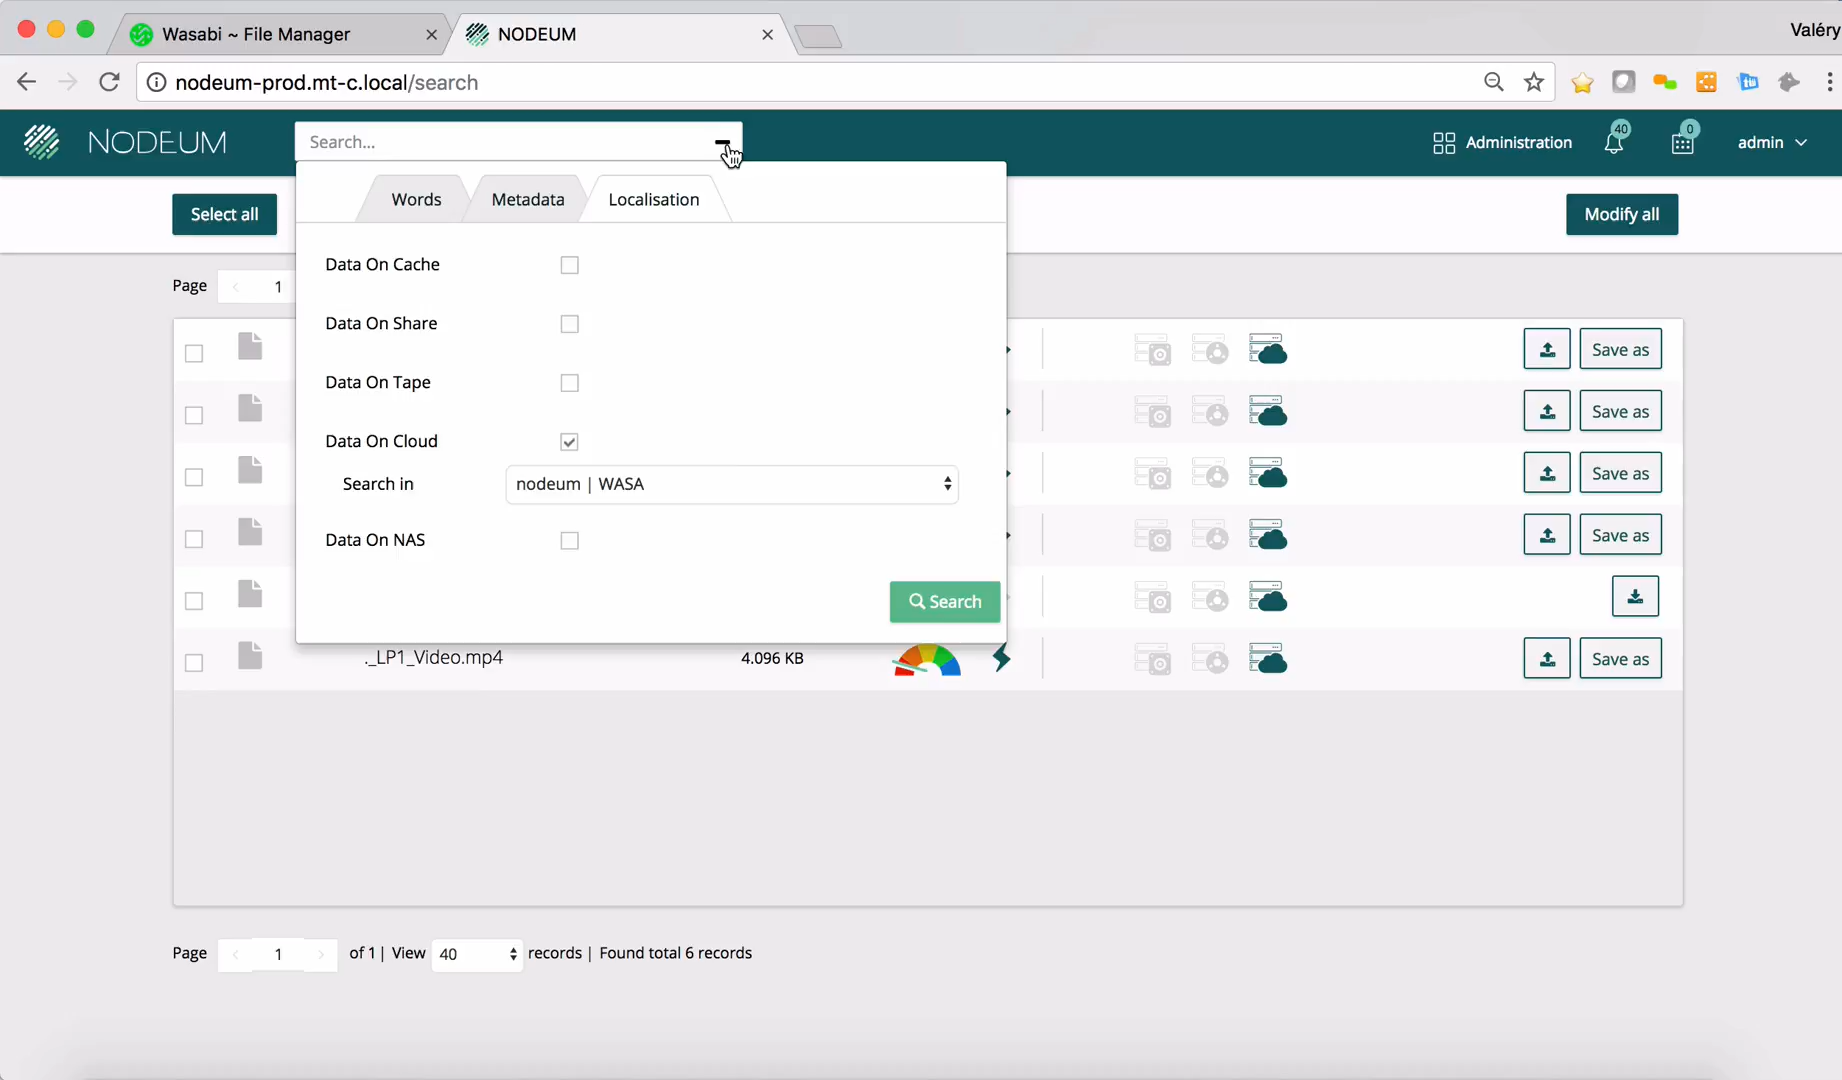 Wasabi ~ File Manager
NODEUM
Valéry
nodeum-prod.mt-c.local/search
NODEUM
Search...
Administration
40
0
admin
Words
Metadata
Localisation
Select all
Modify all
Data On Cache
Page
1
Data On Share
Save as
Data On Tape
Save as
Data On Cloud
Search in
nodeum | WASA
Save as
Data On NAS
Save as
Search
._LP1_Video.mp4
4.096 KB
Save as
Page
1
of 1 | View
40
records | Found total 6 records